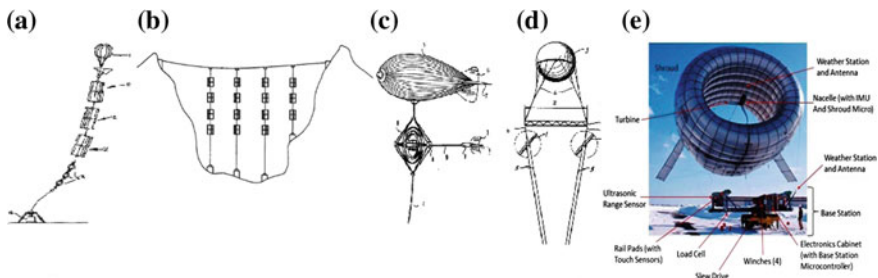 (a)
(b)
(c)
(d)
(e)
Shroud
Weather Station
and Antenna
Nacelle (with IMU
And Shroud Micro)
Turbine
Weather Station
and Antenna
Ultrasonic
Range Sensor
Base Station
Rail Pads (with
Touch Sensors)
Load Cell
Slew Drive
Winches (4)
Electronics Cabinet
(with Base Station
Microcontroller)